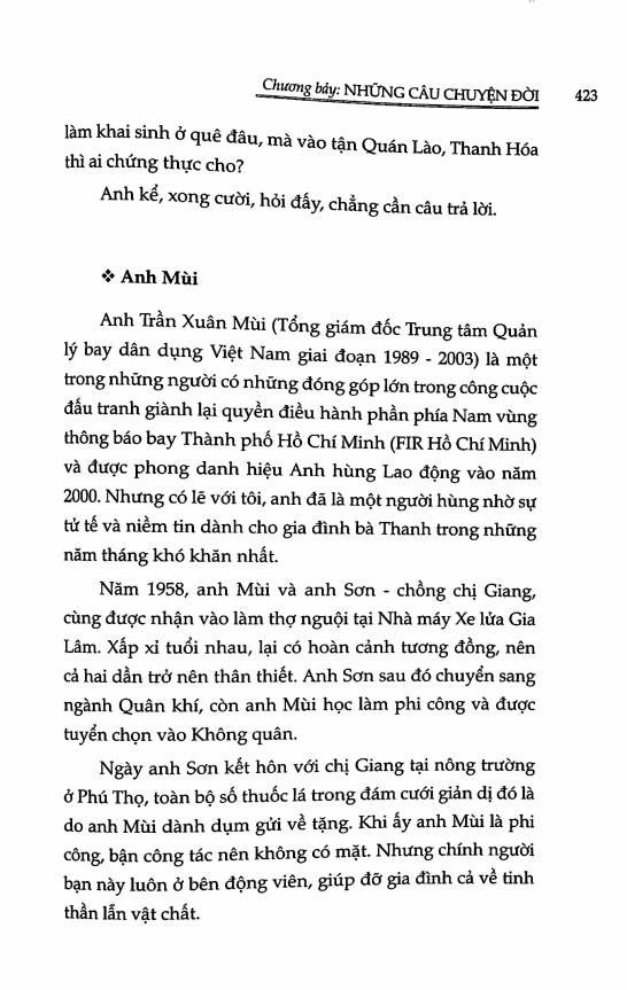 Chương bảy: NHỮNG CÂU CHUYỆN ĐỜI 423
làm khai sinh ở quê đâu, mà vào tận Quán Lào, Thanh Hóa
thì ai chứng thực cho?
Anh kể, xong cười, hỏi đấy, chẳng cần câu trả lời.
❖ Anh Mùi
Anh Trần Xuân Mùi (Tổng giám đốc Trung tâm Quản
lý bay dân dụng Việt Nam giai đoạn 1989 - 2003) là một
trong những người có những đóng góp lớn trong công cuộc
đấu tranh giành lại quyền điều hành phần phía Nam vùng
thông báo bay Thành phố Hồ Chí Minh (FIR Hồ Chí Minh)
và được phong danh hiệu Anh hùng Lao động vào năm
2000. Nhưng có lẽ với tôi, anh đã là một người hùng nhờ sự
tử tế và niềm tin dành cho gia đình bà Thanh trong những
năm tháng khó khăn nhất.
Năm 1958, anh Mùi và anh Sơn - chồng chị Giang,
cùng được nhận vào làm thợ nguội tại Nhà máy Xe lửa Gia
Lâm. Xấp xỉ tuổi nhau, lại có hoàn cảnh tương đồng, nên
cả hai dần trở nên thân thiết. Anh Sơn sau đó chuyển sang
ngành Quân khí, còn anh Mùi học làm phi công và được
tuyển chọn vào Không quân.
Ngày anh Sơn kết hôn với chị Giang tại nông trường
ở Phú Thọ, toàn bộ số thuốc lá trong đám cưới giản dị đó là
do anh Mùi dành dụm gửi về tặng. Khi ấy anh Mùi là phi
công, bận công tác nên không có mặt. Nhưng chính người
bạn này luôn ở bên động viên, giúp đỡ gia đình cả về tinh
thần lẫn vật chất.